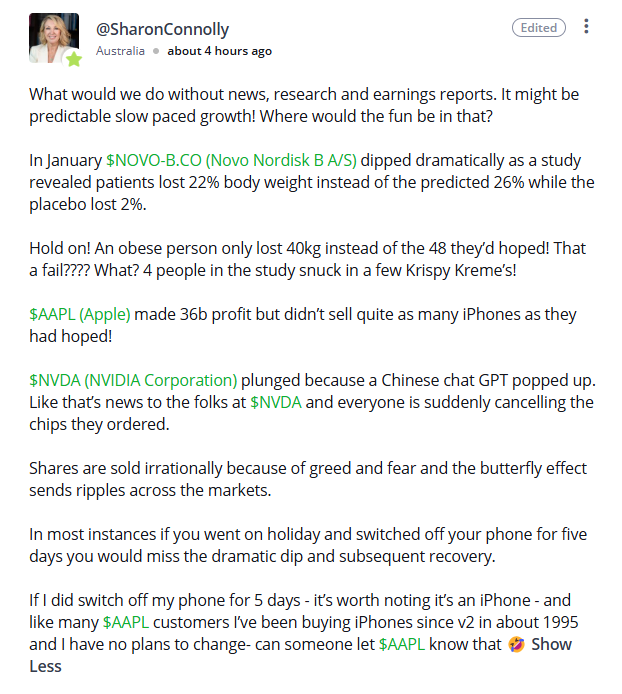 @SharonConnolly
Edited
Australia • about 4 hours ago
What would we do without news, research and earnings reports. It might be
predictable slow paced growth! Where would the fun be in that?
In January $NOVO-B.CO (Novo Nordisk B A/S) dipped dramatically as a study
revealed patients lost 22% body weight instead of the predicted 26% while the
placebo lost 2%.
Hold on! An obese person only lost 40kg instead of the 48 they’d hoped! That
a fail???? What? 4 people in the study snuck in a few Krispy Kreme’s!
$AAPL (Apple) made 36b profit but didn’t sell quite as many iPhones as they
had hoped!
$NVDA (NVIDIA Corporation) plunged because a Chinese chat GPT popped up.
Like that’s news to the folks at $NVDA and everyone is suddenly cancelling the
chips they ordered.
Shares are sold irrationally because of greed and fear and the butterfly effect
sends ripples across the markets.
In most instances if you went on holiday and switched off your phone for five
days you would miss the dramatic dip and subsequent recovery.
If I did switch off my phone for 5 days - it’s worth noting it’s an iPhone - and
like many $AAPL customers I’ve been buying iPhones since v2 in about 1995
and I have no plans to change- can someone let $AAPL know that 🤣 Show
Less